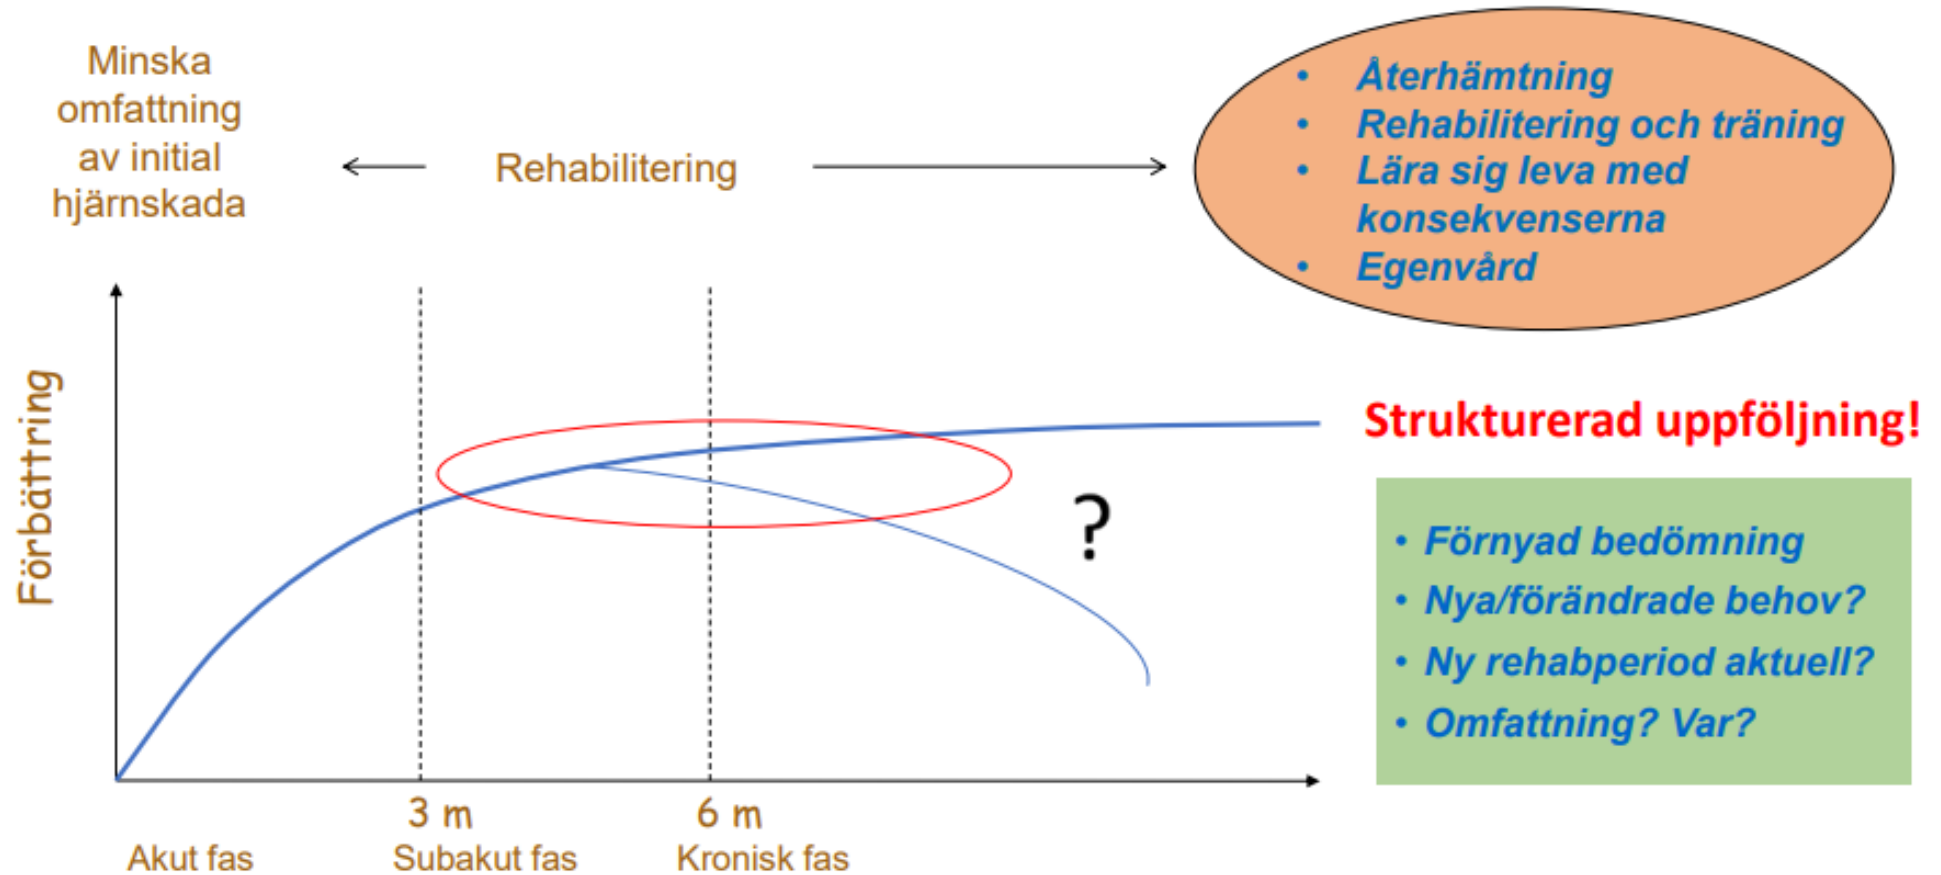 Minska
omfattning
av initial
hjärnskada
Rehabilitering
• Återhämtning
• Rehabilitering och träning
• Lära sig leva med
konsekvenserna
• Egenvård
Förbättring
?
Strukturerad uppföljning!
• Förnyad bedömning
• Nya/förändrade behov?
• Ny rehabperiod aktuell?
• Omfattning? Var?
3 m
6 m
Akut fas
Subakut fas
Kronisk fas